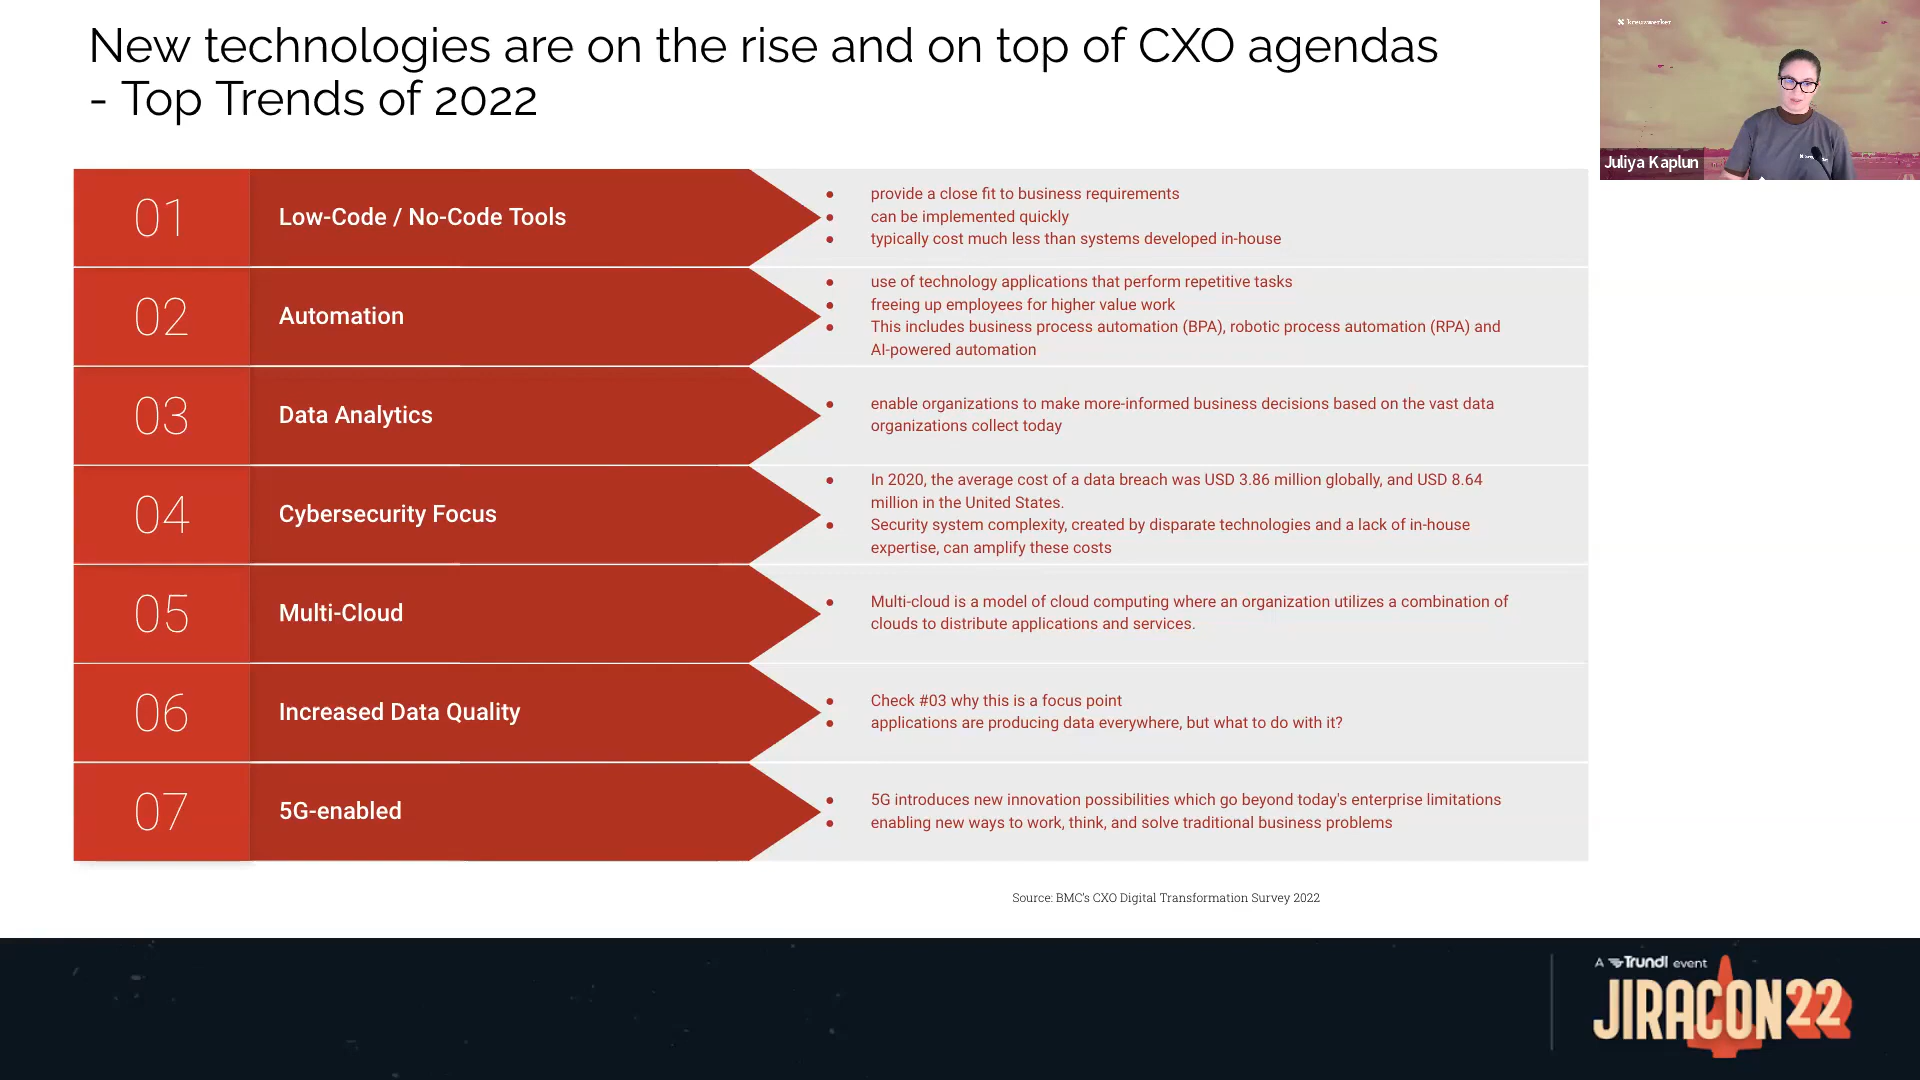 New technologies are on the rise and on top of CXO agendas
- Top Trends of 2022
kreuzwerker
Juliya Kaplun
01
Low-Code / No-Code Tools
● provide a close fit to business requirements
● can be implemented quickly
● typically cost much less than systems developed in-house
02
Automation
● use of technology applications that perform repetitive tasks
● freeing up employees for higher value work
● This includes business process automation (BPA), robotic process automation (RPA) and
AI-powered automation
03
Data Analytics
● enable organizations to make more-informed business decisions based on the vast data
organizations collect today
04
Cybersecurity Focus
● In 2020, the average cost of a data breach was USD 3.86 million globally, and USD 8.64
million in the United States.
● Security system complexity, created by disparate technologies and a lack of in-house
expertise, can amplify these costs
05
Multi-Cloud
● Multi-cloud is a model of cloud computing where an organization utilizes a combination of
clouds to distribute applications and services.
06
Increased Data Quality
● Check #03 why this is a focus point
● applications are producing data everywhere, but what to do with it?
07
5G-enabled
● 5G introduces new innovation possibilities which go beyond today's enterprise limitations
● enabling new ways to work, think, and solve traditional business problems
Source: BMC's CXO Digital Transformation Survey 2022
A Trundl event
JIRACON22